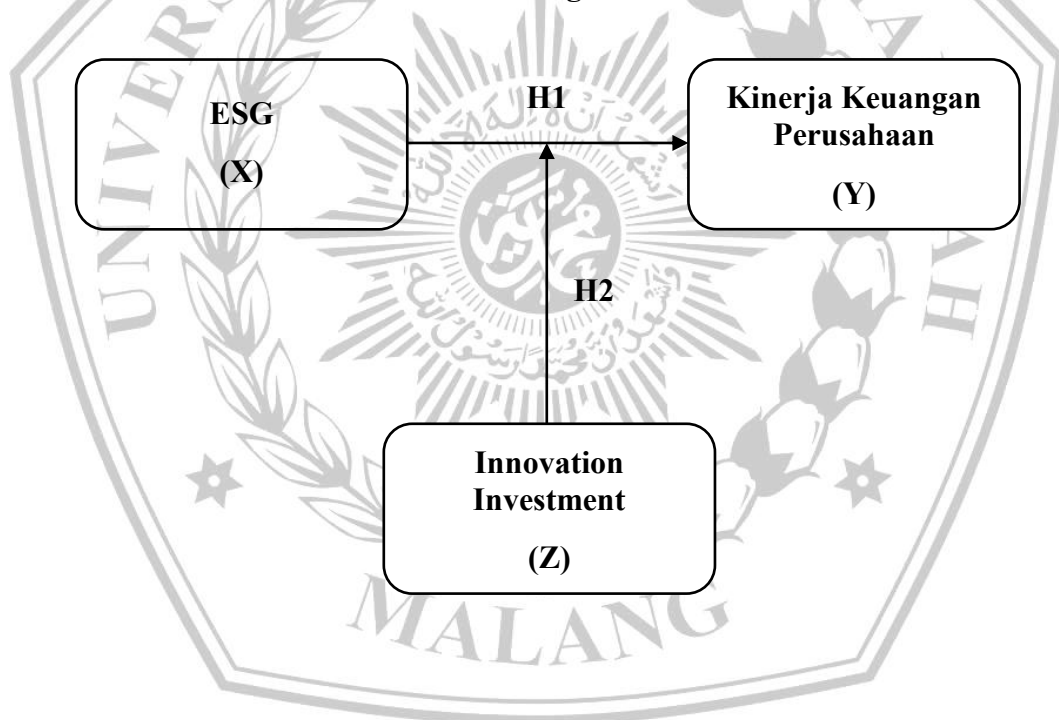 ESG
(X)
H1
Kinerja Keuangan
Perusahaan
(Y)
H2
Innovation
Investment
(Z)
MALANG